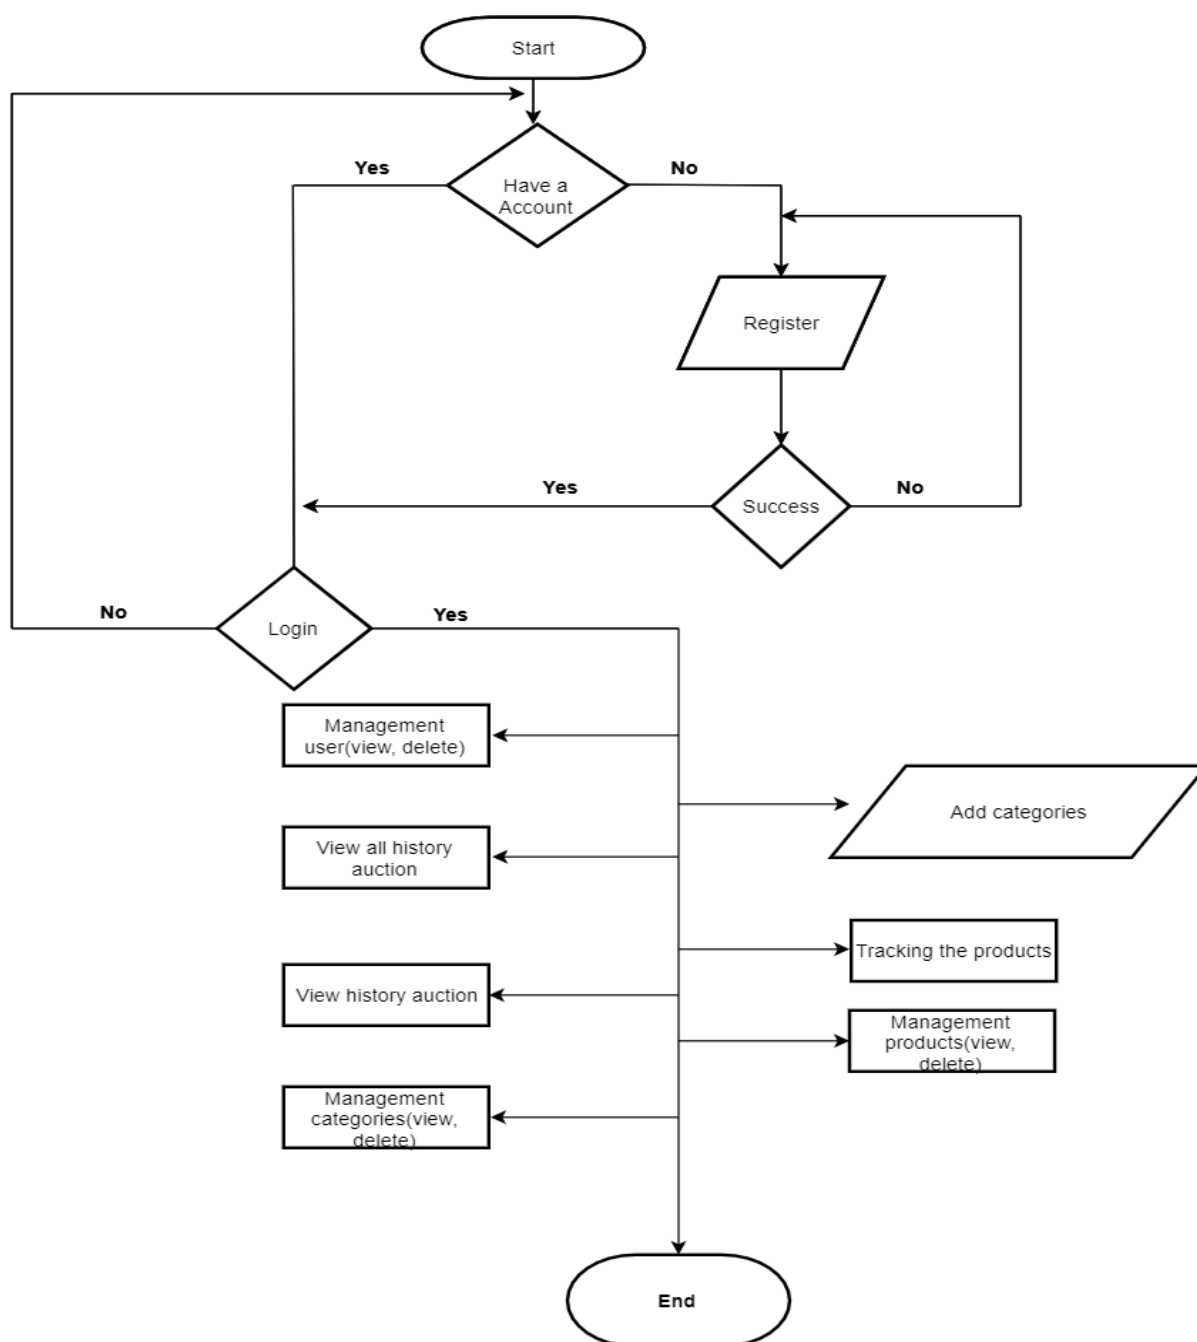 Start
Yes
No
Have a
Account
Register
Yes
Success
No
No
Login
Yes
Management
user(view, delete)
Add categories
View all history
auction
Tracking the products
View history auction
Management
products(view,
delete)
Management
categories(view,
delete)
End